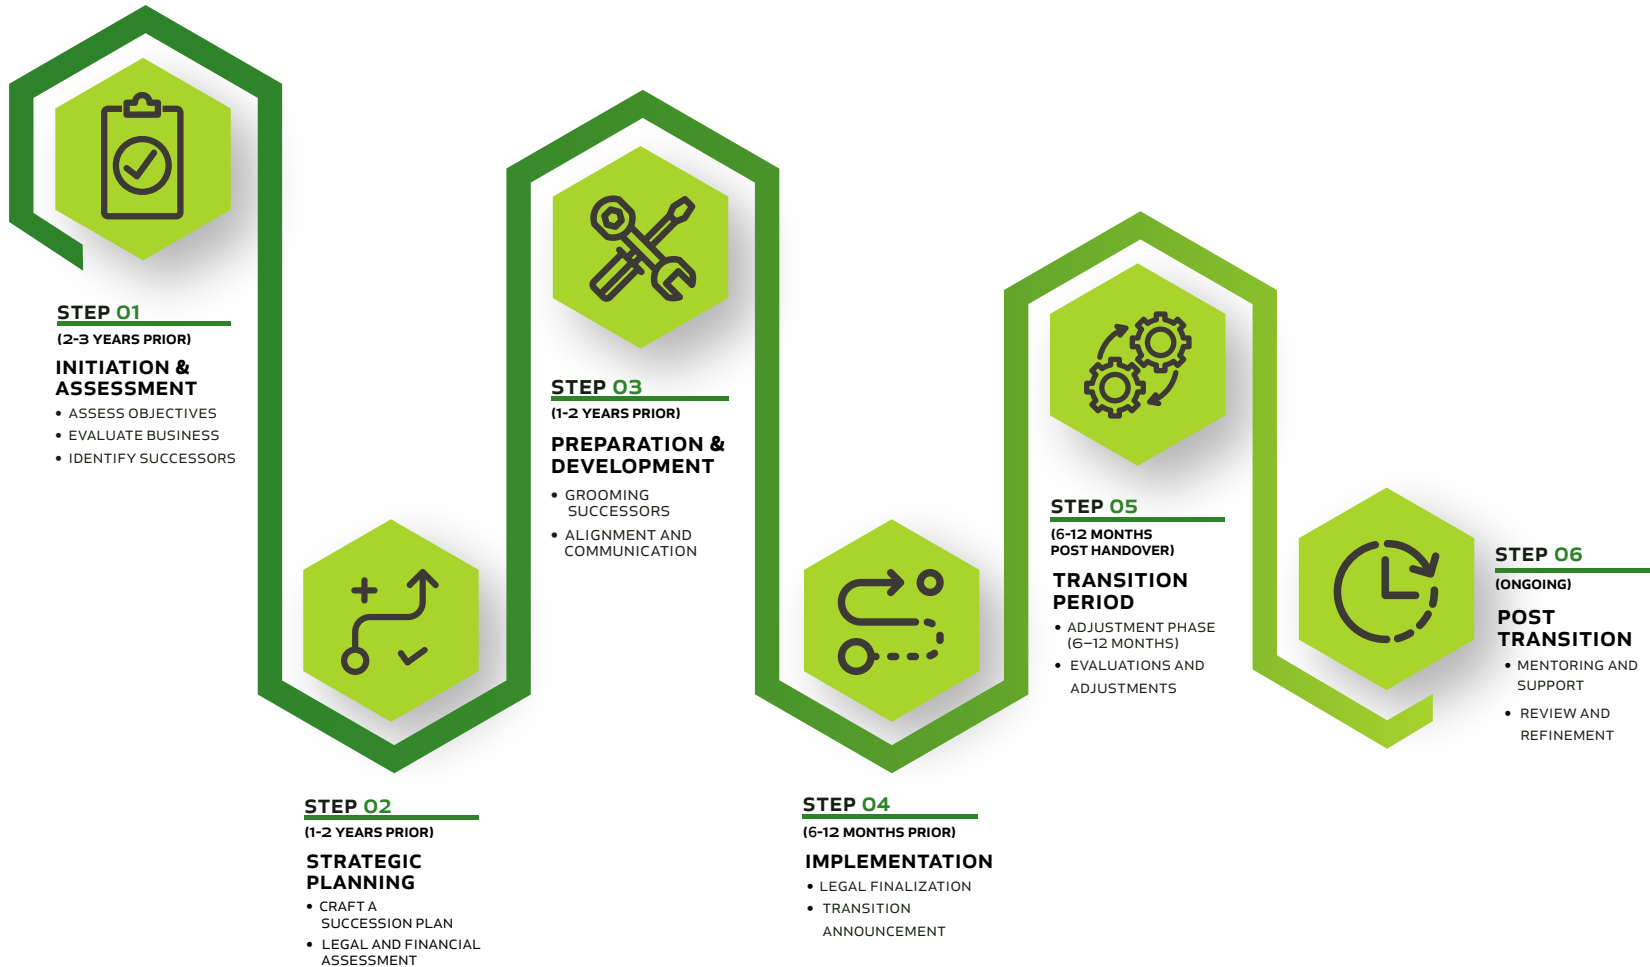 STEP 01
(2-3 YEARS PRIOR)
INITIATION &
ASSESSMENT
• ASSESS OBJECTIVES
• EVALUATE BUSINESS
• IDENTIFY SUCCESSORS
STEP 02
(1-2 YEARS PRIOR)
STRATEGIC
PLANNING
• CRAFT A
SUCCESSION PLAN
• LEGAL AND FINANCIAL
ASSESSMENT
STEP 03
(1-2 YEARS PRIOR)
PREPARATION &
DEVELOPMENT
• GROOMING
SUCCESSORS
• ALIGNMENT AND
COMMUNICATION
STEP 04
(6-12 MONTHS PRIOR)
IMPLEMENTATION
• LEGAL FINALIZATION
• TRANSITION
ANNOUNCEMENT
STEP 05
(6-12 MONTHS
POST HANDOVER)
TRANSITION
PERIOD
• ADJUSTMENT PHASE
(6–12 MONTHS)
• EVALUATIONS AND
ADJUSTMENTS
STEP 06
(ONGOING)
POST
TRANSITION
• MENTORING AND
SUPPORT
• REVIEW AND
REFINEMENT